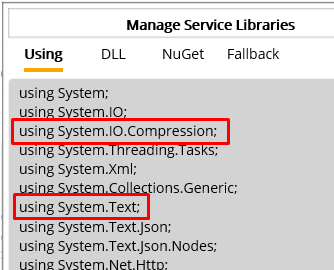 Manage Service Libraries
Using DLL NuGet Fallback
using System;
using System.IO;
using System.IO.Compression;
using System.Threading.Tasks;
using System.Xml;
using System.Collections.Generic;
using System.Text;
using System.Text.Json;
using System.Text.Json.Nodes;
using System.Net.Http;